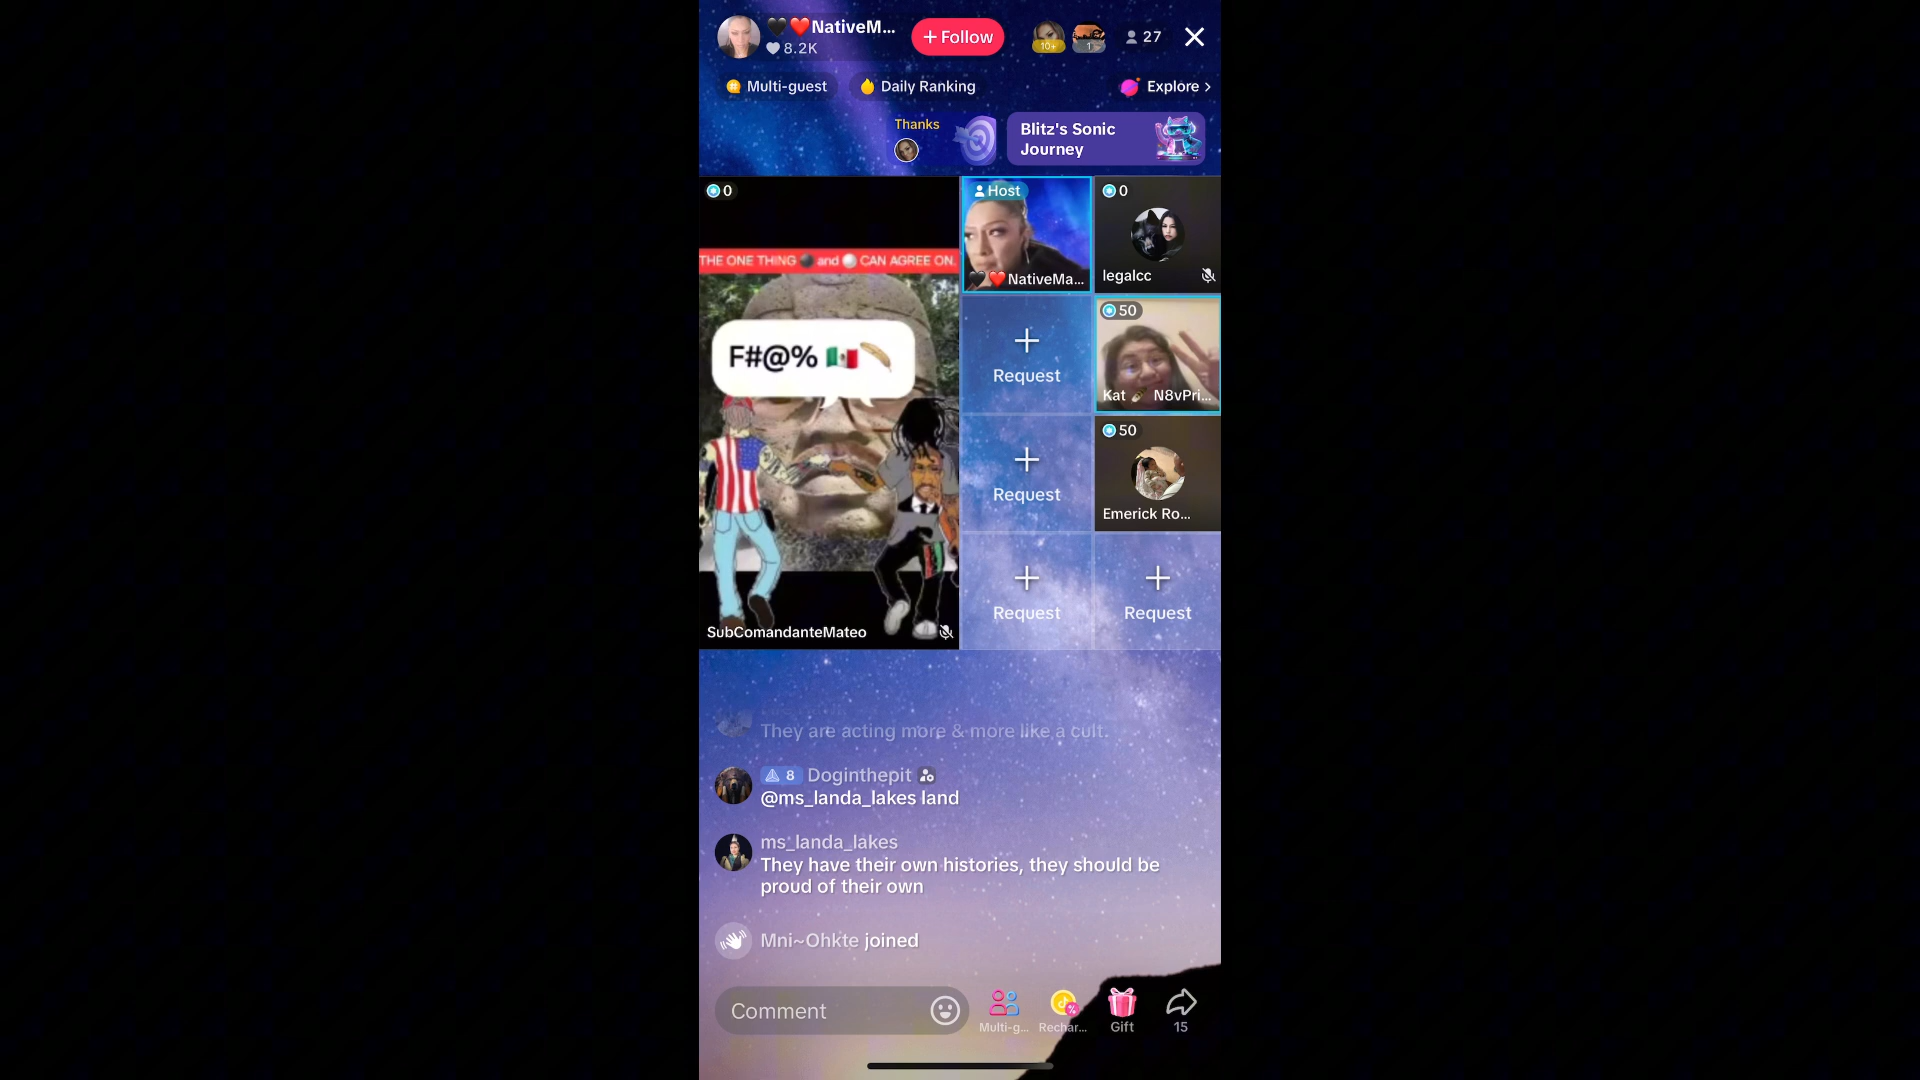 🖤❤️NativeM...
8.2K
+ Follow
10+
1
27
Multi-guest
Daily Ranking
Explore >
Thanks
Blitz's Sonic
Journey
0
THE ONE THING ⚫ and ⚪ CAN AGREE ON.
F#@% 🇲🇽🪶
SubComandanteMateo
Host
🖤❤️NativeMa...
0
legalcc
+
Request
50
Kat 🪶 N8vPri...
+
Request
50
Emerick Ro...
+
Request
+
Request
They are acting more & more like a cult.
8 Doginthepit
@ms_landa_lakes land
ms_landa_lakes
They have their own histories, they should be
proud of their own
Mni~Ohkte joined
Comment
Multi-g...
Rechar...
Gift
15